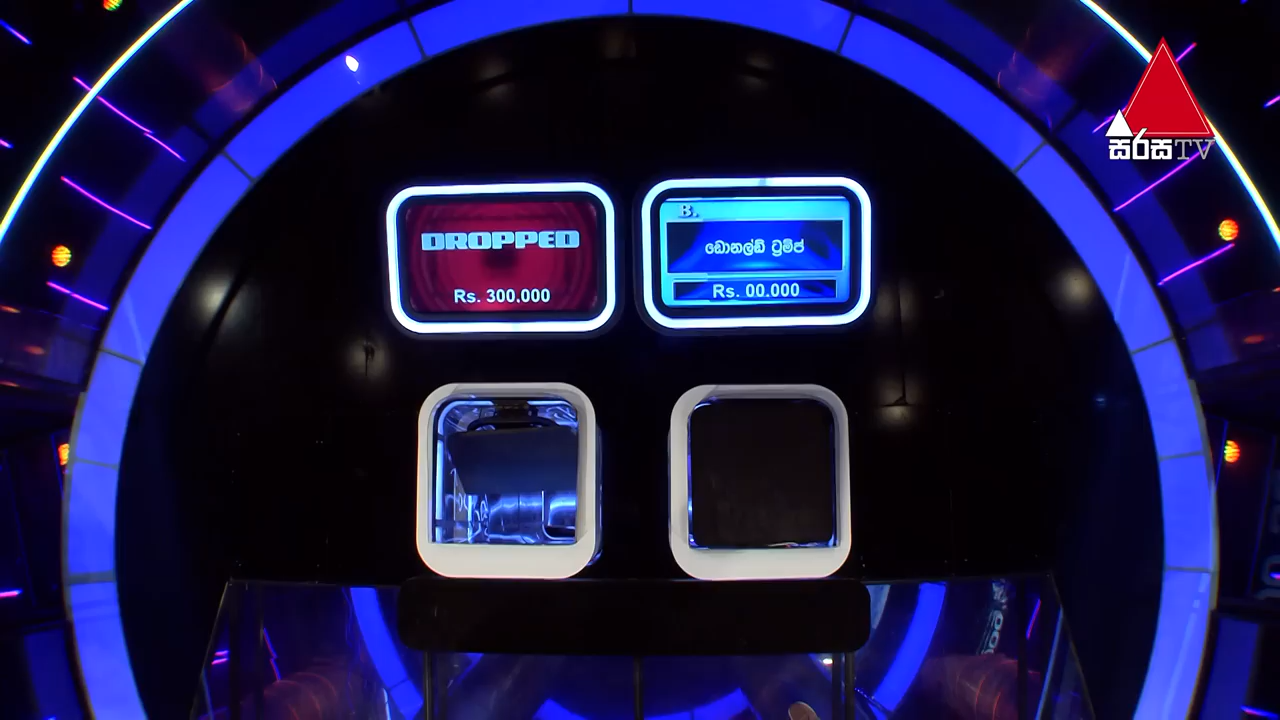 සිරස TV
DROPPED
Rs. 300,000
B.
ඩොනල්ඩ් ට්‍රම්ප්
Rs. 00.000